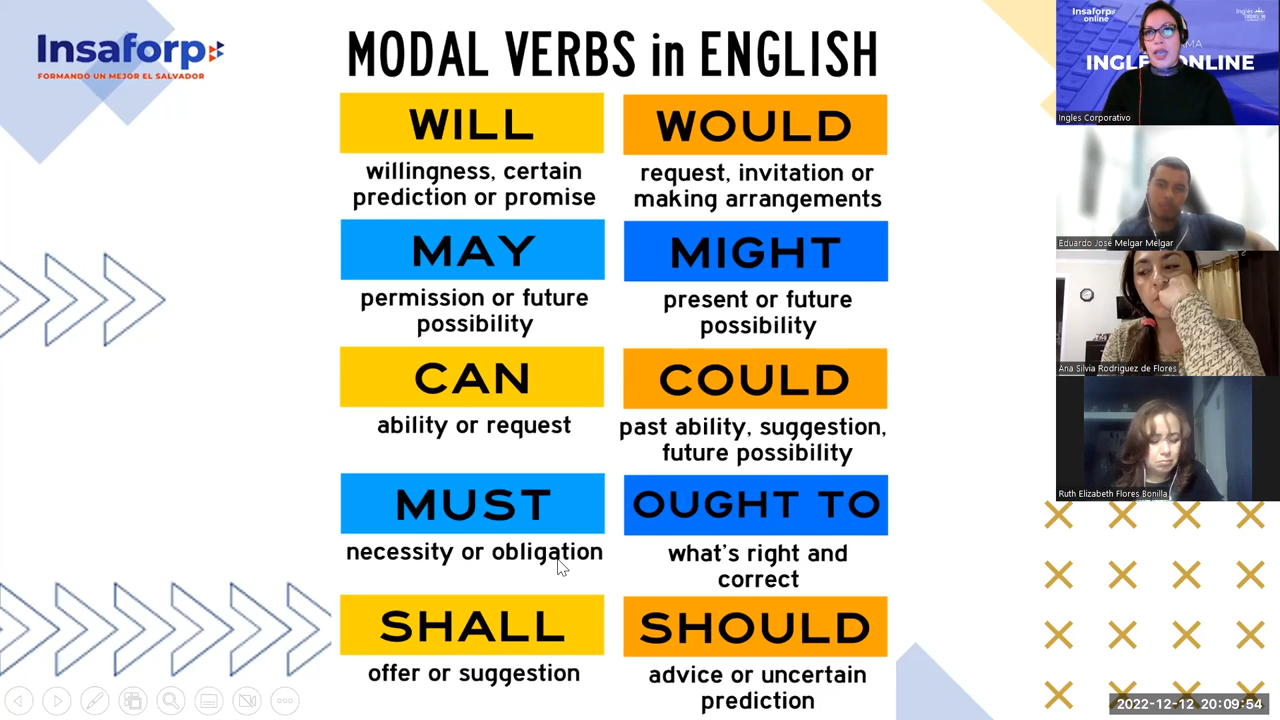 Insaforp
FORMANDO UN MEJOR EL SALVADOR
MODAL VERBS in ENGLISH
WILL
willingness, certain
prediction or promise
WOULD
request, invitation or
making arrangements
MAY
permission or future
possibility
MIGHT
present or future
possibility
CAN
ability or request
COULD
past ability, suggestion,
future possibility
MUST
necessity or obligation
OUGHT TO
what's right and
correct
SHALL
offer or suggestion
SHOULD
advice or uncertain
prediction
Insaforp
online
Ingles Corporativo
Eduardo José Melgar Melgar
Ana Silvia Rodriguez de Flores
Ruth Elizabeth Flores Bonilla
2022-12-12 20:09:54